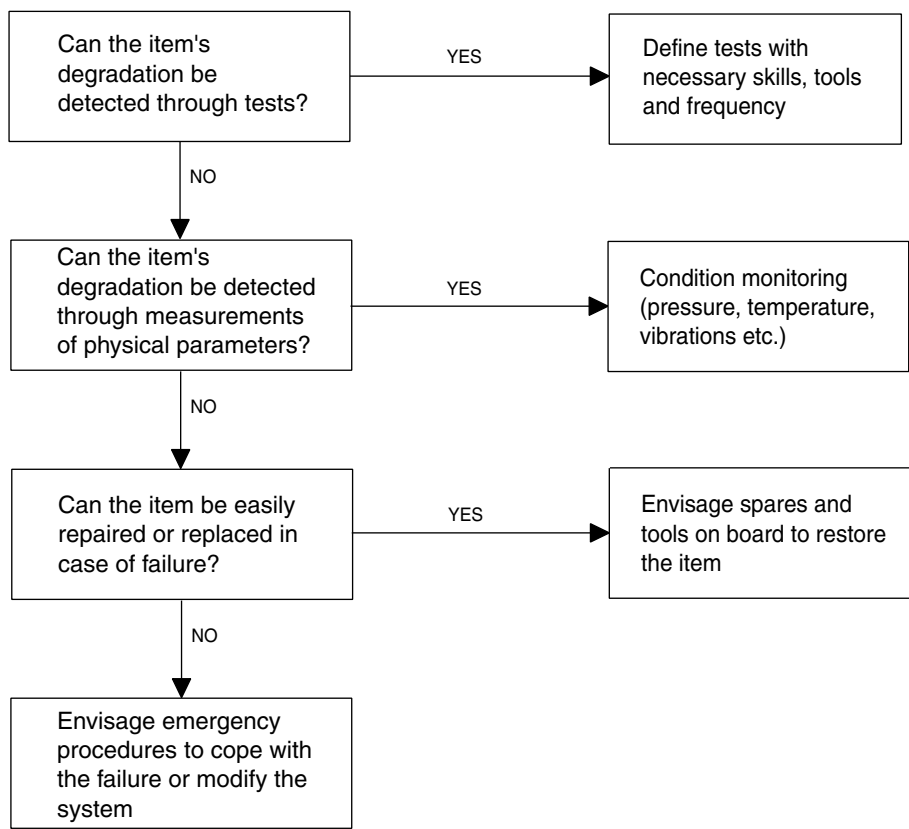 Can the item's
degradation be
detected through tests?
YES
Define tests with
necessary skills, tools
and frequency
NO
Can the item's
degradation be detected
through measurements
of physical parameters?
YES
Condition monitoring
(pressure, temperature,
vibrations etc.)
NO
Can the item be easily
repaired or replaced in
case of failure?
YES
Envisage spares and
tools on board to restore
the item
NO
Envisage emergency
procedures to cope with
the failure or modify the
system